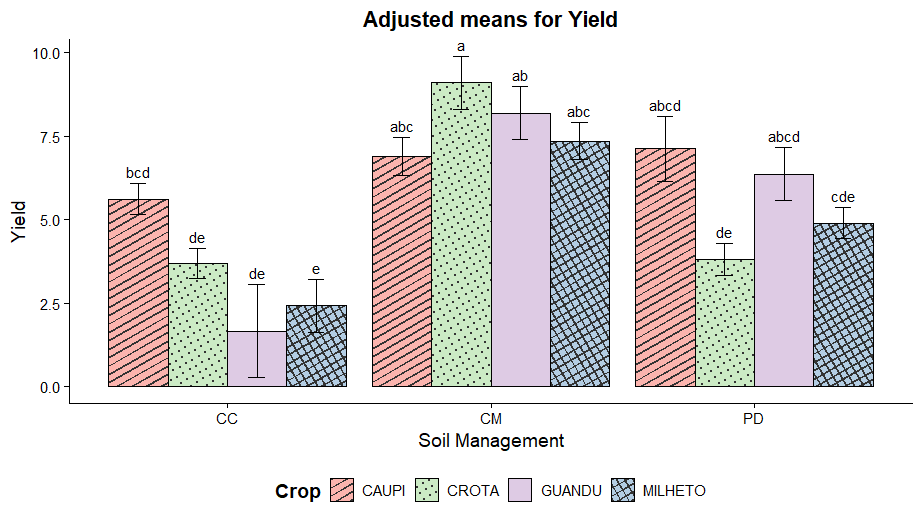 Adjusted means for Yield
Yield
10.0
7.5
5.0
2.5
0.0
bcd
de
de
e
abc
a
ab
abc
abcd
de
abcd
cde
CC
CM
PD
Soil Management
Crop CAUPI CROTA GUANDU MILHETO